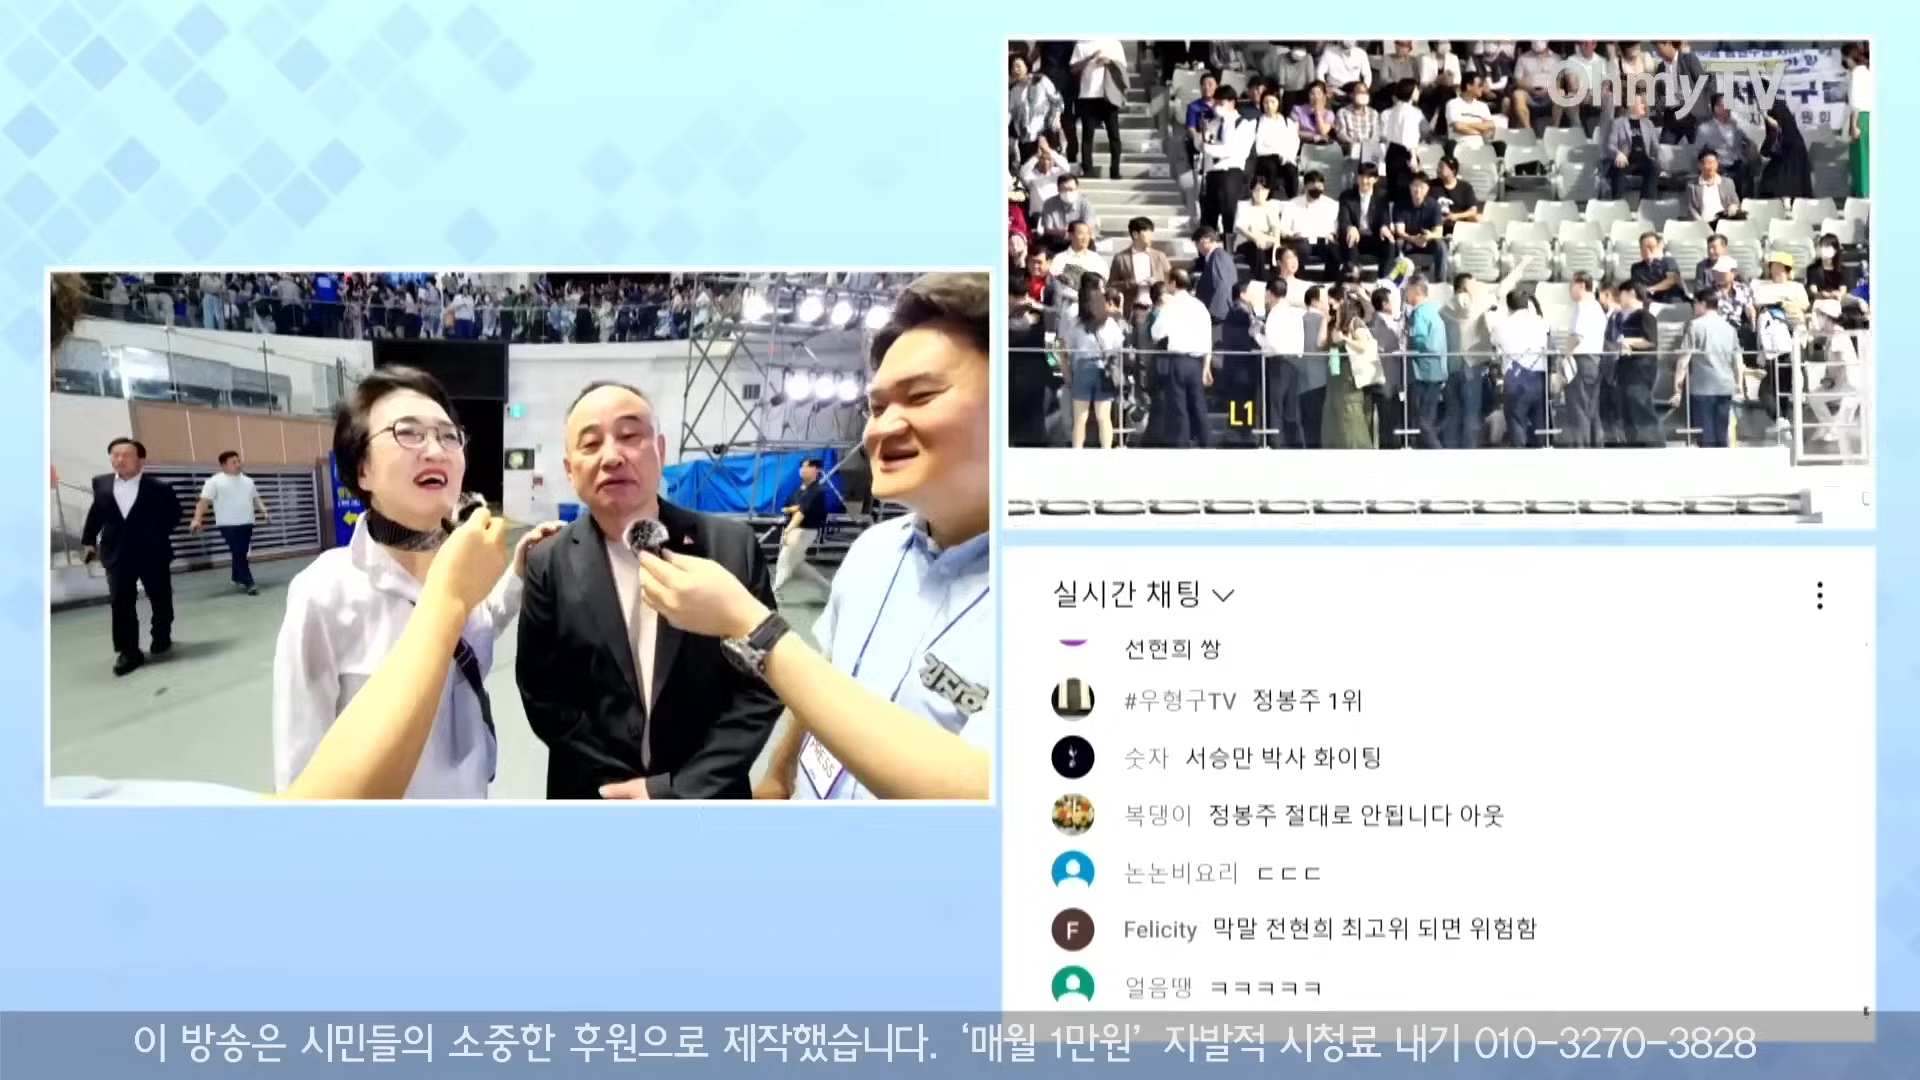 OhmyTV
L1
PRESS
실시간 채팅
선현희 쌍
#우형구TV 정봉주 1위
숫자 서승만 박사 화이팅
복댕이 정봉주 절대로 안됩니다 아웃
논논비요리 ㄷㄷㄷ
F Felicity 막말 전현희 최고위 되면 위험함
얼음땡 ㅋㅋㅋㅋㅋ
이 방송은 시민들의 소중한 후원으로 제작했습니다. ‘매월 1만원’ 자발적 시청료 내기 010-3270-3828